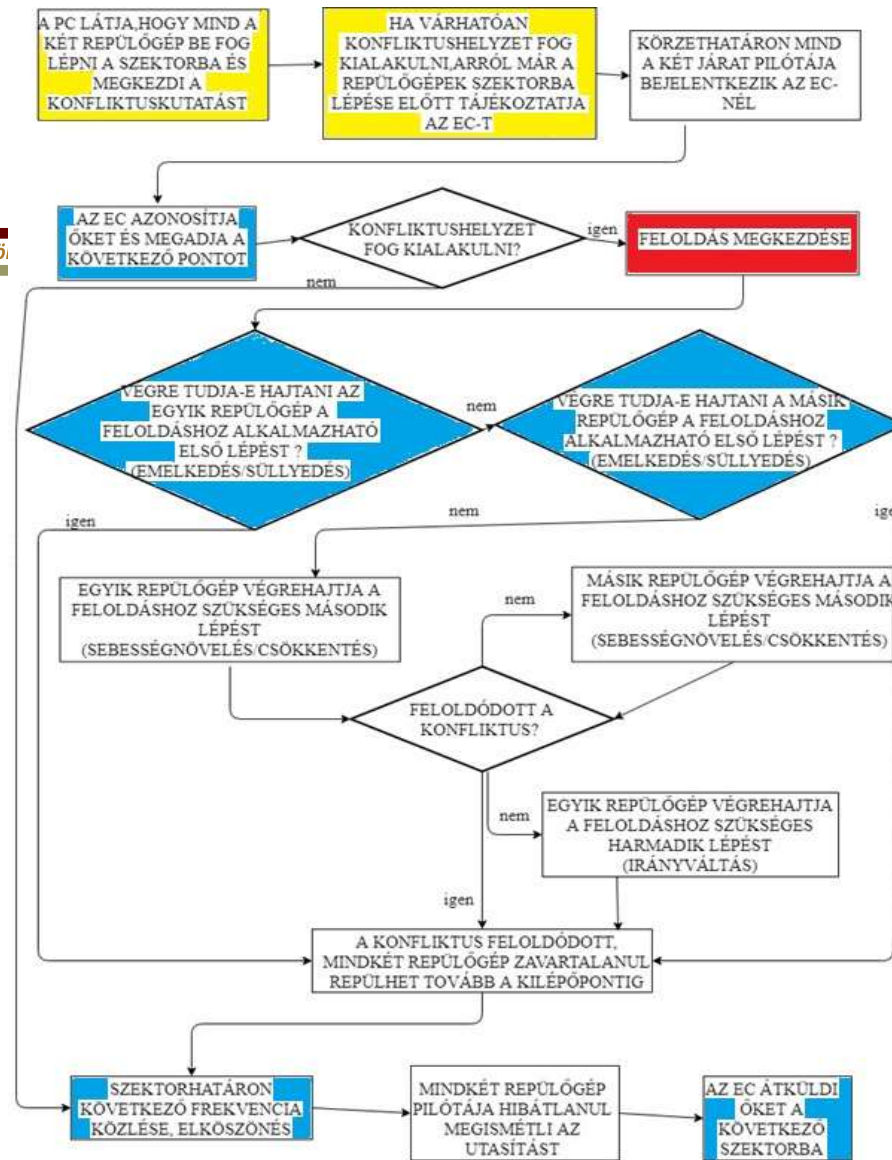 A PC LÁTJA,HOGY MIND A
KÉT REPÜLŐGÉP BE FOG
LÉPNI A SZEKTORBA ÉS
MEGKEZDI A
KONFLIKTUSKUTATÁST
HA VÁRHATÓAN
KONFLIKTUSHELYZET FOG
KIALAKULNI,ARRÓL MÁR A
REPÜLŐGÉPEK SZEKTORBA
LÉPÉSE ELŐTT TÁJÉKOZTATJA
AZ EC-T
KÖRZETHATÁRON MIND
A KÉT JÁRAT PILÓTÁJA
BEJELENTKEZIK AZ EC-
NÉL
AZ EC AZONOSÍTJA
ŐKET ÉS MEGADJA A
KÖVETKEZŐ PONTOT
KONFLIKTUSHELYZET
FOG KIALAKULNI?
igen
FELOLDÁS MEGKEZDÉSE
nem
VÉGRE TUDJA-E HAJTANI AZ
EGYIK REPÜLŐGÉP A
FELOLDÁSHOZ ALKALMAZHATÓ
ELSŐ LÉPÉST ?
(EMELKEDÉS/SÜLLYEDÉS)
nem
VÉGRE TUDJA-E HAJTANI A MÁSIK
REPÜLŐGÉP A FELOLDÁSHOZ
ALKALMAZHATÓ ELSŐ LÉPÉST ?
(EMELKEDÉS/SÜLLYEDÉS)
igen
nem
EGYIK REPÜLŐGÉP VÉGREHAJTJA A
FELOLDÁSHOZ SZÜKSÉGES MÁSODIK
LÉPÉST
(SEBESSÉGNÖVELÉS/CSÖKKENTÉS)
nem
MÁSIK REPÜLŐGÉP VÉGREHAJTJA A
FELOLDÁSHOZ SZÜKSÉGES MÁSODIK
LÉPÉST
(SEBESSÉGNÖVELÉS/CSÖKKENTÉS)
FELOLDÓDOTT A
KONFLIKTUS?
nem
EGYIK REPÜLŐGÉP VÉGREHAJTJA
A FELOLDÁSHOZ SZÜKSÉGES
HARMADIK LÉPÉST
(IRÁNYVÁLTÁS)
igen
A KONFLIKTUS FELOLDÓDOTT,
MINDKÉT REPÜLŐGÉP ZAVARTALANUL
REPÜLHET TOVÁBB A KILÉPŐPONTIG
SZEKTORHATÁRON
KÖVETKEZŐ FREKVENCIA
KÖZLÉSE, ELKÖSZÖNÉS
MINDKÉT REPÜLŐGÉP
PILÓTÁJA HIBÁTLANUL
MEGISMÉTLI AZ
UTASÍTÁST
AZ EC ÁTKÜLDI
ŐKET A
KÖVETKEZŐ
SZEKTORBA